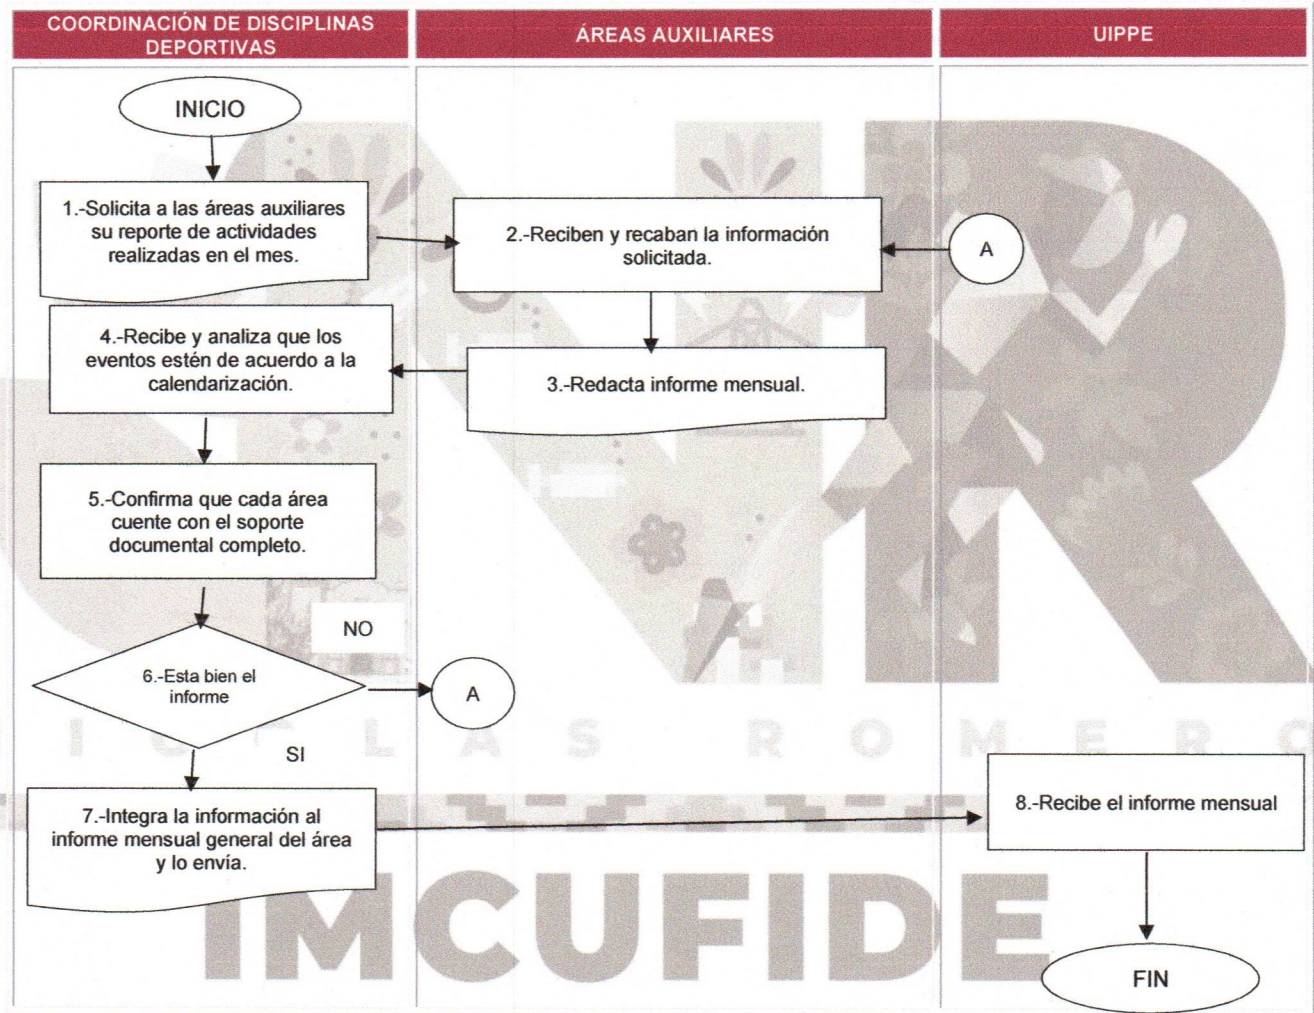 COORDINACIÓN DE DISCIPLINAS
DEPORTIVAS
ÁREAS AUXILIARES
UIPPE
INICIO
1.-Solicita a las áreas auxiliares
su reporte de actividades
realizadas en el mes.
2.-Reciben y recaban la información
solicitada.
A
4.-Recibe y analiza que los
eventos estén de acuerdo a la
calendarización.
3.-Redacta informe mensual.
5.-Confirma que cada área
cuente con el soporte
documental completo.
NO
6.-Esta bien el
informe
A
SI
7.-Integra la información al
informe mensual general del área
y lo envía.
8.-Recibe el informe mensual
FIN
NR
LAS ROMERO
IMCUFIDE